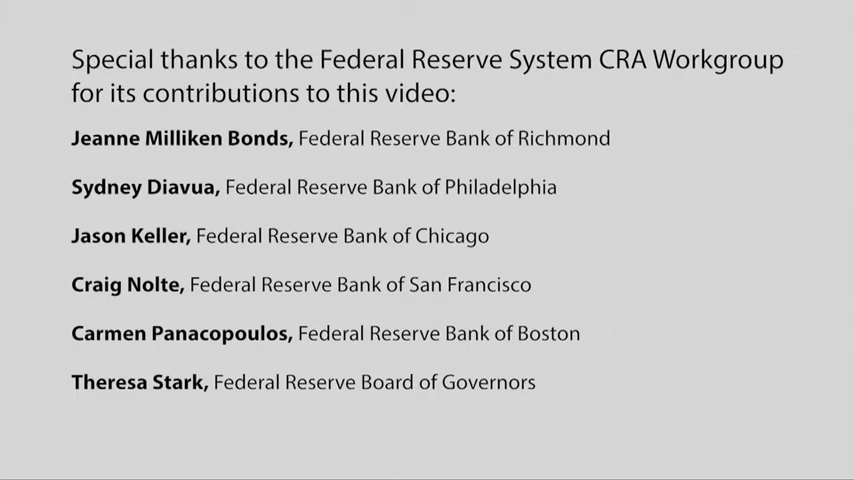 Special thanks to the Federal Reserve System CRA Workgroup
for its contributions to this video:
Jeanne Milliken Bonds, Federal Reserve Bank of Richmond
Sydney Diavua, Federal Reserve Bank of Philadelphia
Jason Keller, Federal Reserve Bank of Chicago
Craig Nolte, Federal Reserve Bank of San Francisco
Carmen Panacopoulos, Federal Reserve Bank of Boston
Theresa Stark, Federal Reserve Board of Governors